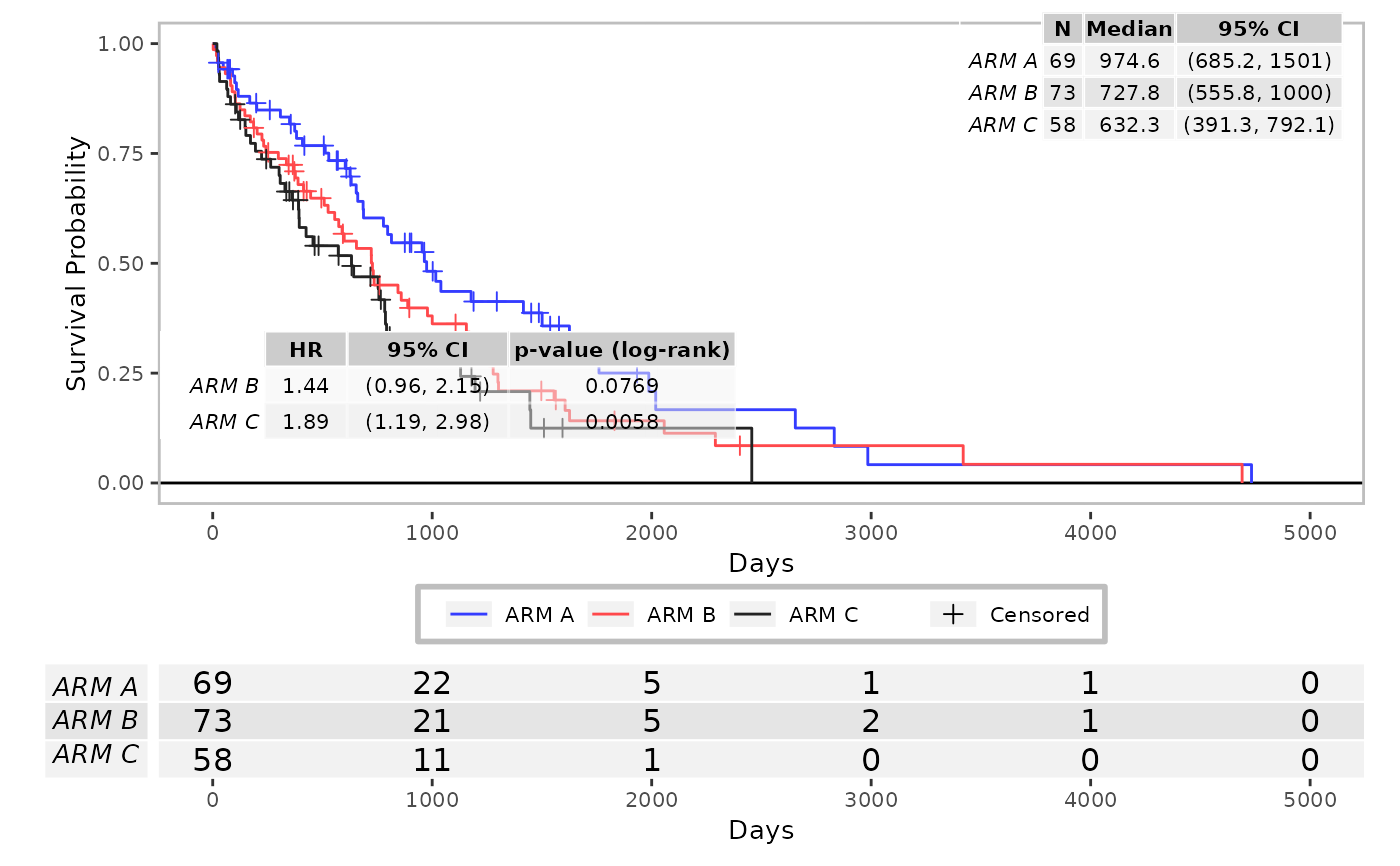 N Median 95% CI
ARM A 69 974.6 (685.2, 1501)
ARM B 73 727.8 (555.8, 1000)
ARM C 58 632.3 (391.3, 792.1)
Survival Probability
1.00
0.75
0.50
0.25
0.00
HR 95% CI p-value (log-rank)
ARM B 1.44 (0.96, 2.15) 0.0769
ARM C 1.89 (1.19, 2.98) 0.0058
0 1000 2000 3000 4000 5000
Days
ARM A ARM B ARM C Censored
ARM A 69 22 5 1 1 0
ARM B 73 21 5 2 1 0
ARM C 58 11 1 0 0 0
0 1000 2000 3000 4000 5000
Days